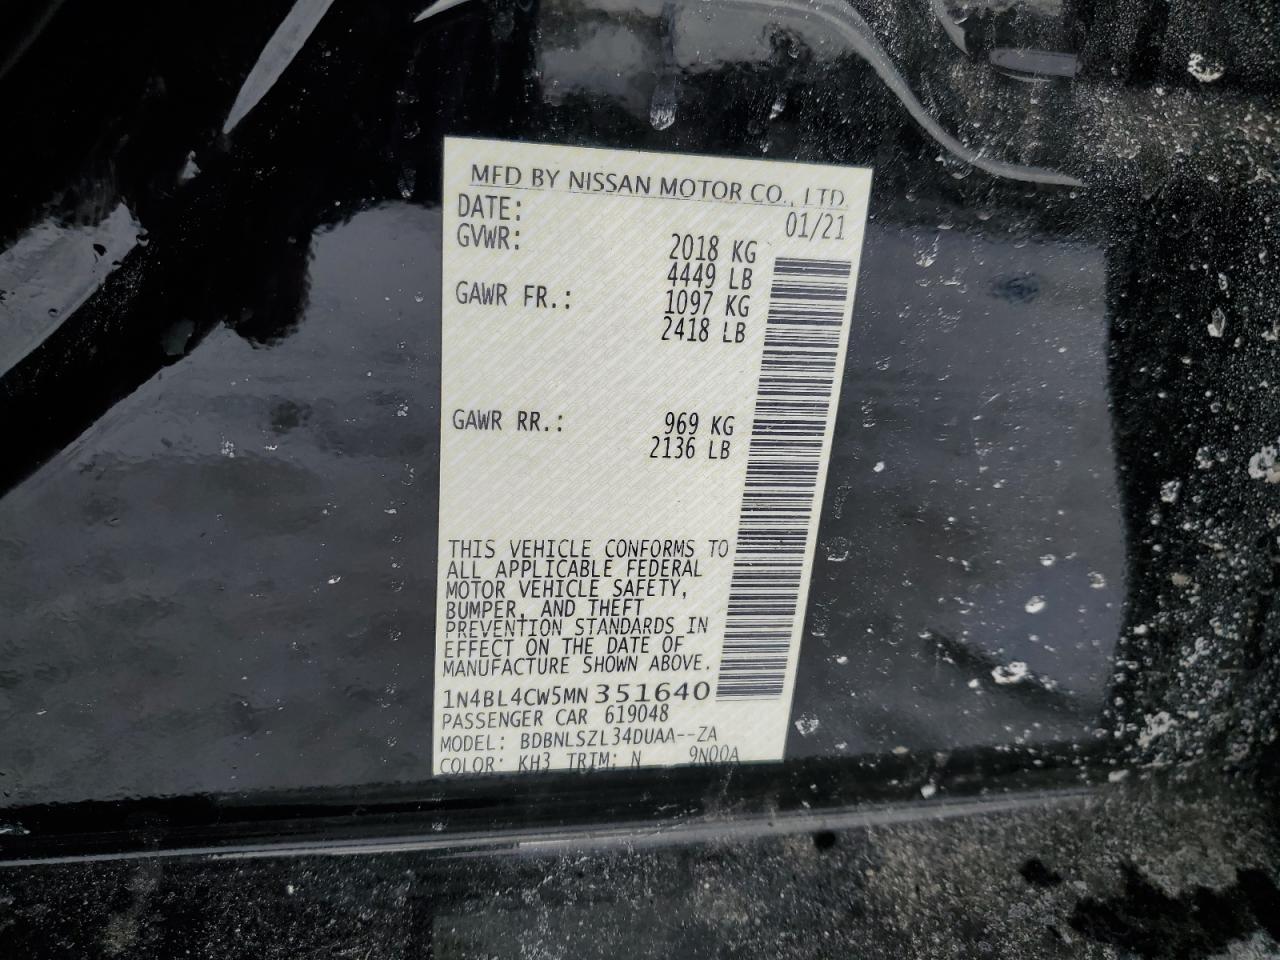 MFD BY NISSAN MOTOR CO., LTD.
DATE: 01/21
GVWR: 2018 KG
4449 LB
GAWR FR.: 1097 KG
2418 LB
GAWR RR.: 969 KG
2136 LB
THIS VEHICLE CONFORMS TO
ALL APPLICABLE FEDERAL
MOTOR VEHICLE SAFETY,
BUMPER, AND THEFT
PREVENTION STANDARDS IN
EFFECT ON THE DATE OF
MANUFACTURE SHOWN ABOVE.
1N4BL4CW5MN351640
PASSENGER CAR 619048
MODEL: BDBNLSZL34DUAA--ZA
COLOR: KH3 TRIM: N 9N00A